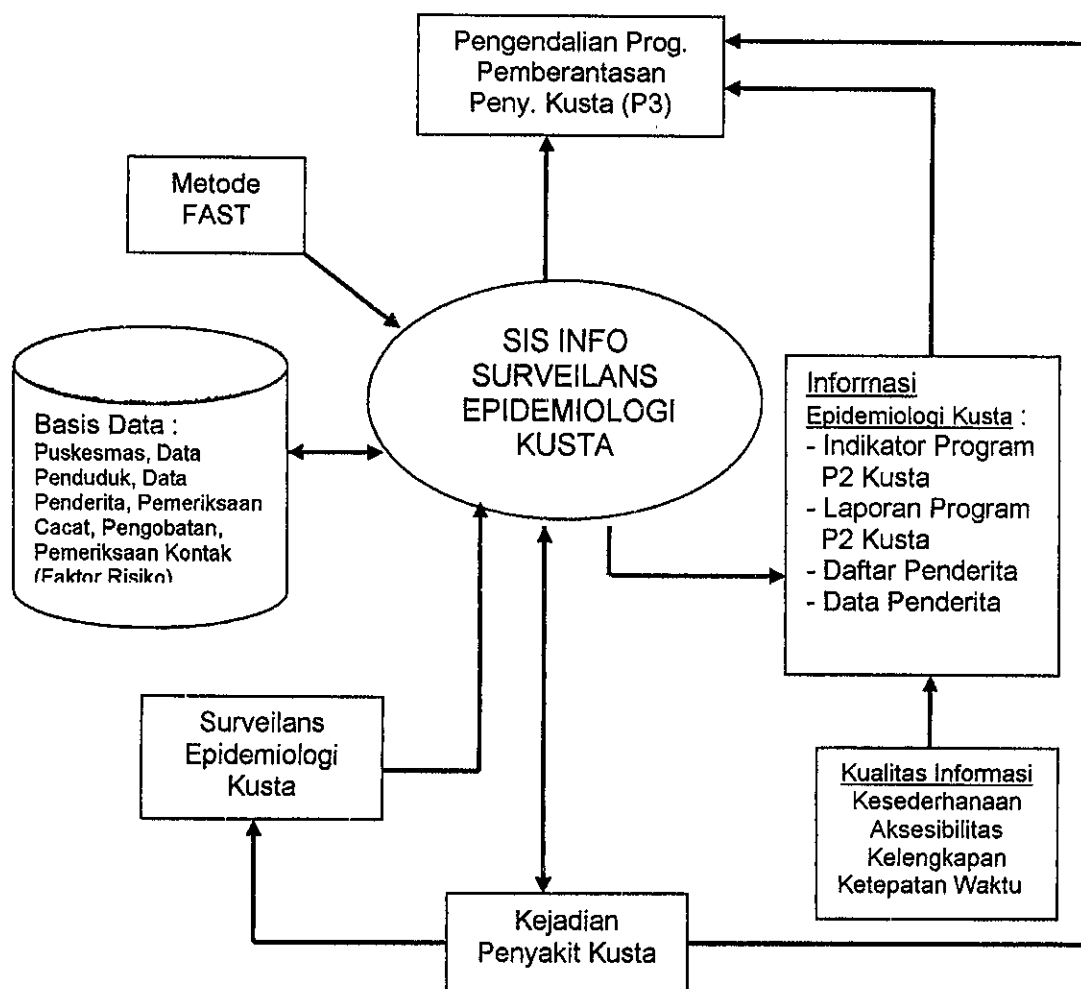 Pengendalian Prog.
Pemberantasan
Peny. Kusta (P3)
Metode
FAST
SIS INFO
SURVEILANS
EPIDEMIOLOGI
KUSTA
Basis Data :
Puskesmas, Data
Penduduk, Data
Penderita, Pemeriksaan
Cacat, Pengobatan,
Pemeriksaan Kontak
(Faktor Risiko)
Informasi
Epidemiologi Kusta :
- Indikator Program
P2 Kusta
- Laporan Program
P2 Kusta
- Daftar Penderita
- Data Penderita
Surveilans
Epidemiologi
Kusta
Kualitas Informasi
Kesederhanaan
Aksesibilitas
Kelengkapan
Ketepatan Waktu
Kejadian
Penyakit Kusta